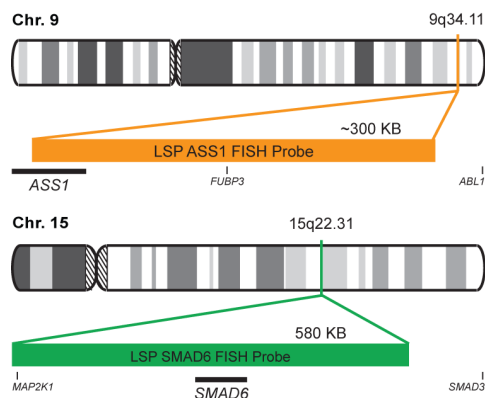 Chr. 9
9q34.11
~300 KB
LSP ASS1 FISH Probe
ASS1
FUBP3
ABL1
Chr. 15
15q22.31
580 KB
LSP SMAD6 FISH Probe
MAP2K1
SMAD6
SMAD3